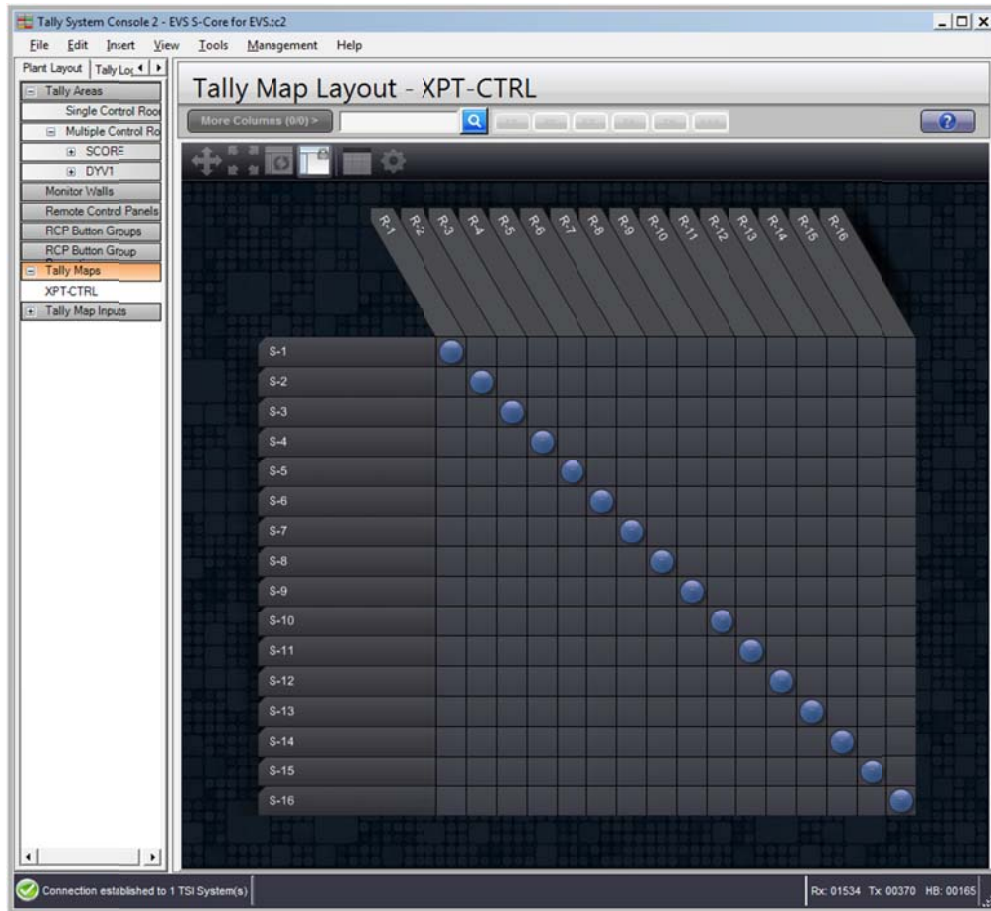 Tally System Console 2 - EVS S-Core for EVS.tc2
File Edit Insert View Tools Management Help
Plant Layout Tally Log
Tally Areas
Single Control Roo
Multiple Control Ro
SCORE
DYV1
Monitor Walls
Remote Control Panels
RCP Button Groups
RCP Button Group
Tally Maps
XPT-CTRL
Tally Map Inputs
Tally Map Layout - XPT-CTRL
More Columns (0/0) >
?
R-1 R-2 R-3 R-4 R-5 R-6 R-7 R-8 R-9 R-10 R-11 R-12 R-13 R-14 R-15 R-16
S-1
S-2
S-3
S-4
S-5
S-6
S-7
S-8
S-9
S-10
S-11
S-12
S-13
S-14
S-15
S-16
Connection established to 1 TSI System(s)
Rx: 01534 Tx 00370 HB: 00165